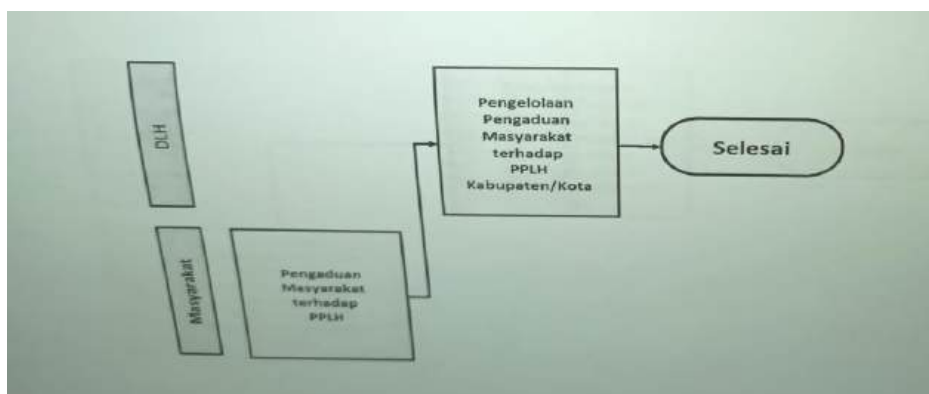 DLH
Pengelolaan
Pengaduan
Masyarakat
terhadap
PPLH
Kabupaten/Kota
Selesai
Masyarakat
Pengaduan
Masyarakat
terhadap
PPLH